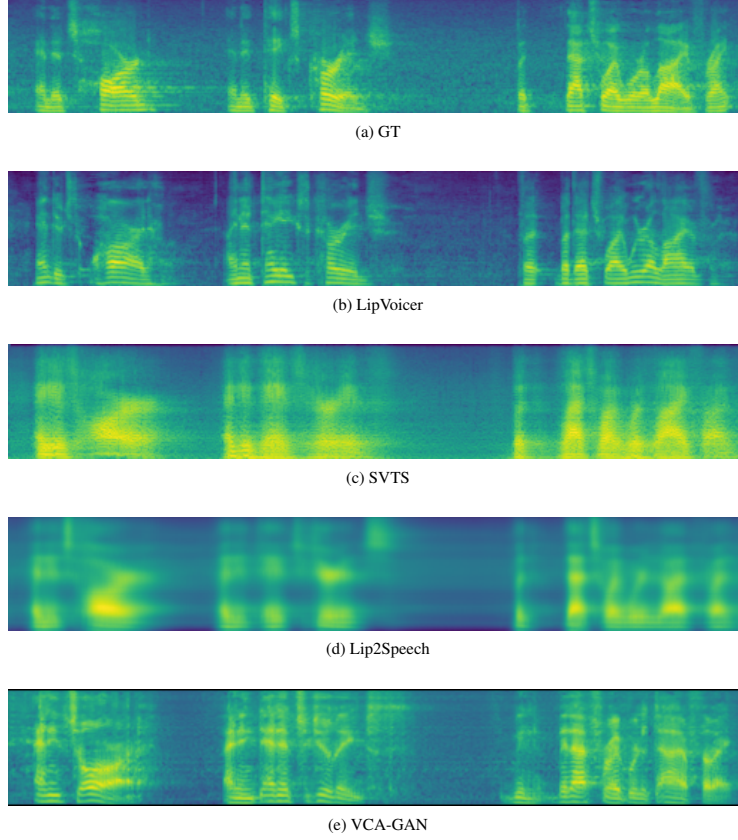 (a) GT
(b) LipVoicer
(c) SVTS
(d) Lip2Speech
(e) VCA-GAN